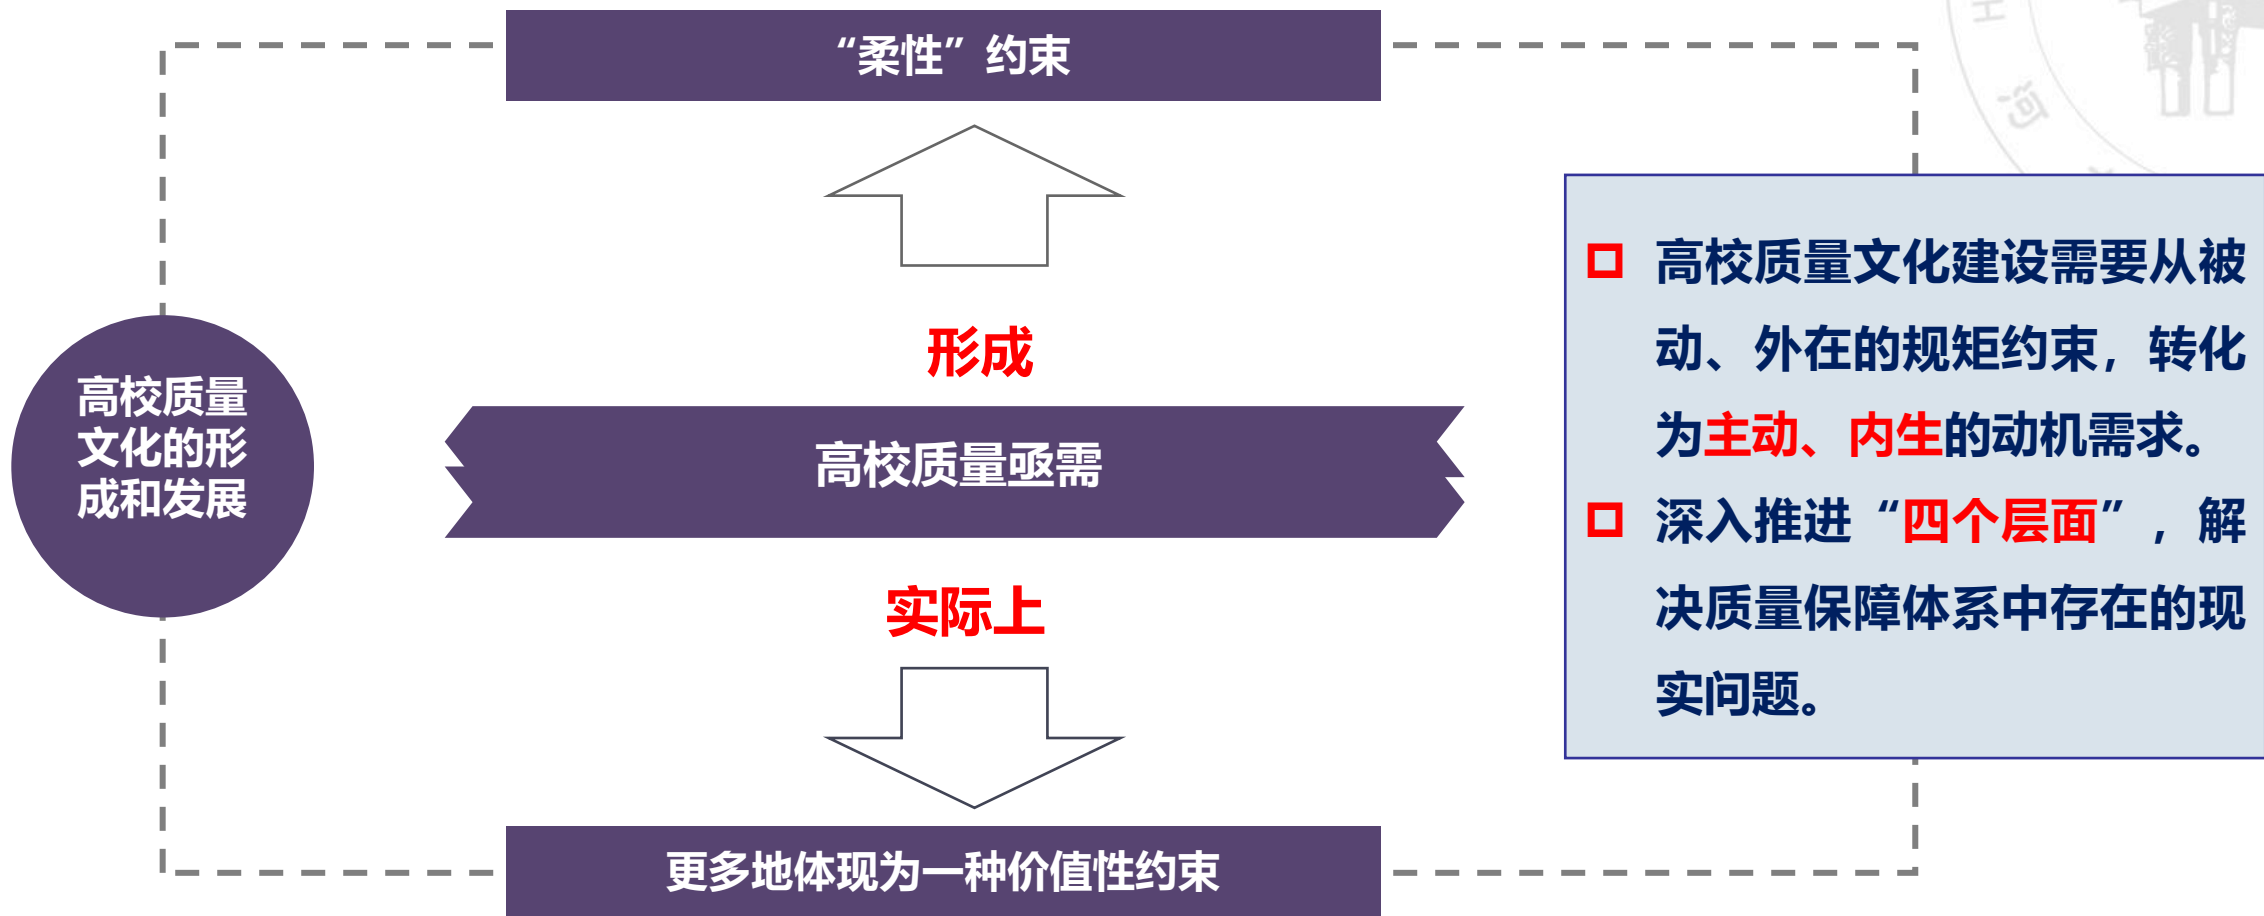 “柔性”约束
形成
高校质量
文化的形
成和发展
高校质量亟需
实际上
更多地体现为一种价值性约束
高校质量文化建设需要从被
动、外在的规矩约束，转化
为主动、内生的动机需求。
深入推进“四个层面”，解
决质量保障体系中存在的现
实问题。
H
河